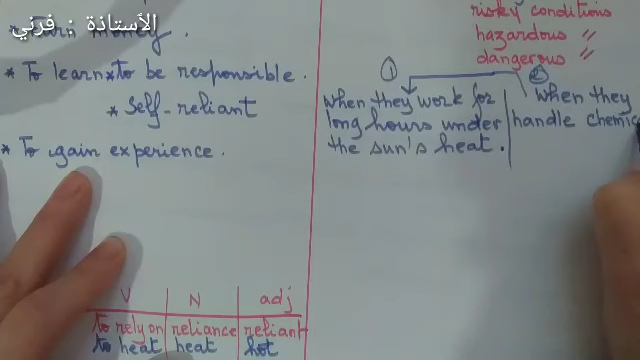 الأستاذة : فرني
money.
* To learn * to be responsible.
* self-reliant
* To gain experience.
risky conditions
hazardous "
dangerous "
①
②
when they work for
long hours under
the sun's heat.
when they
handle chemic
V N adj
to rely on reliance reliant
to heat heat hot